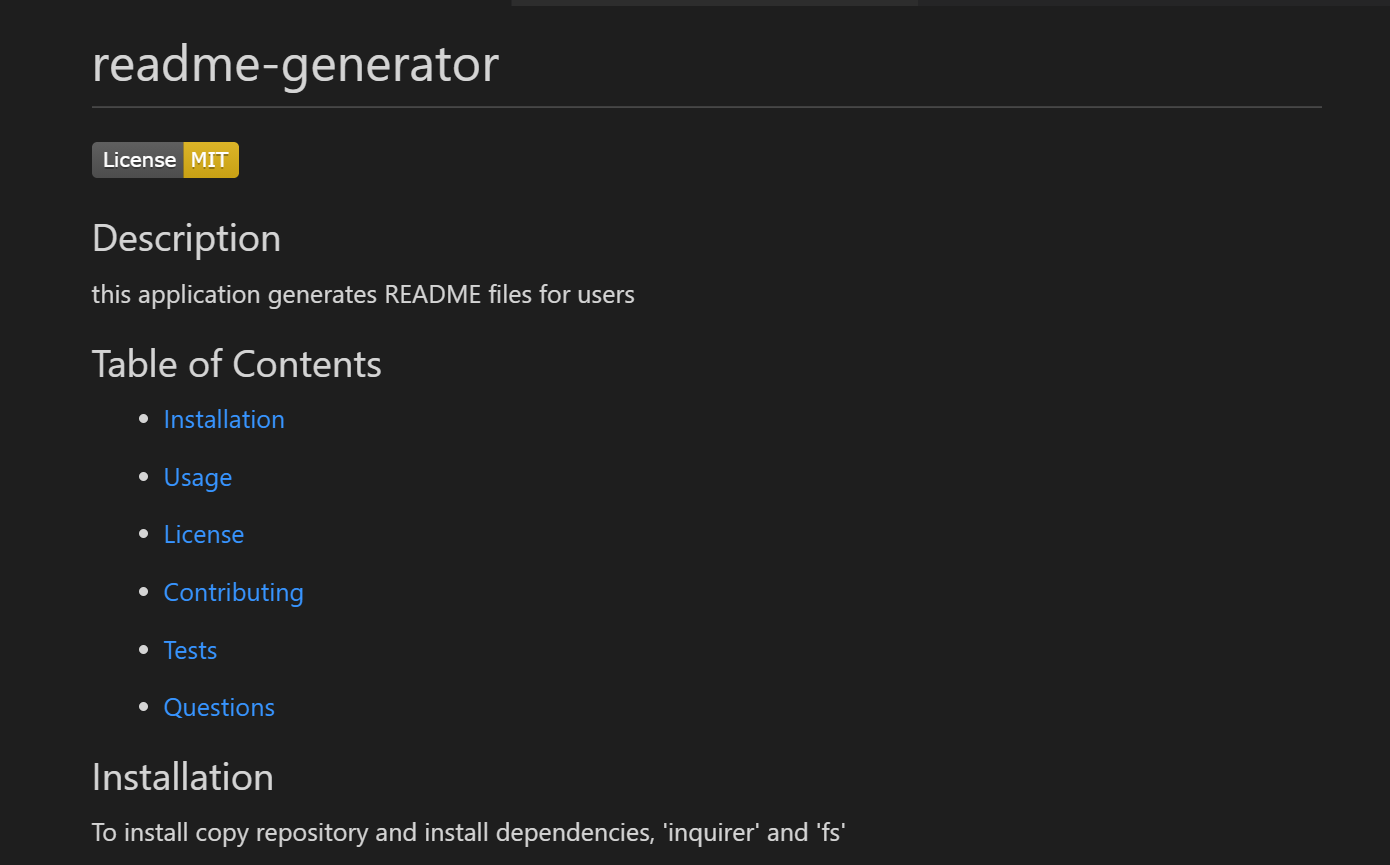 readme-generator
License MIT
Description
this application generates README files for users
Table of Contents
Installation
Usage
License
Contributing
Tests
Questions
Installation
To install copy repository and install dependencies, 'inquirer' and 'fs'